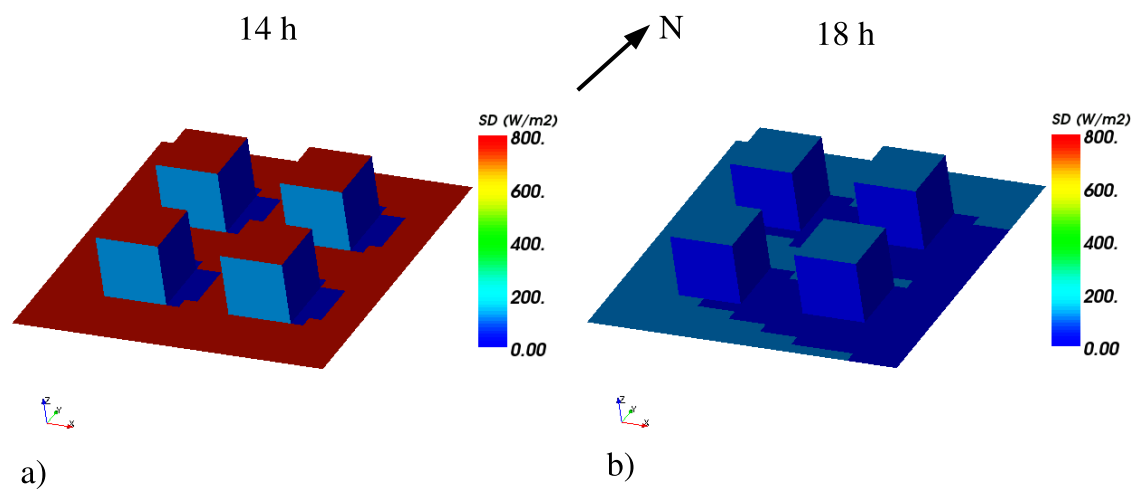 14 h
N
18 h
SD (W/m2)
800.
600.
400.
200.
0.00
SD (W/m2)
800.
600.
400.
200.
0.00
Z
Y
X
Z
Y
X
a)
b)